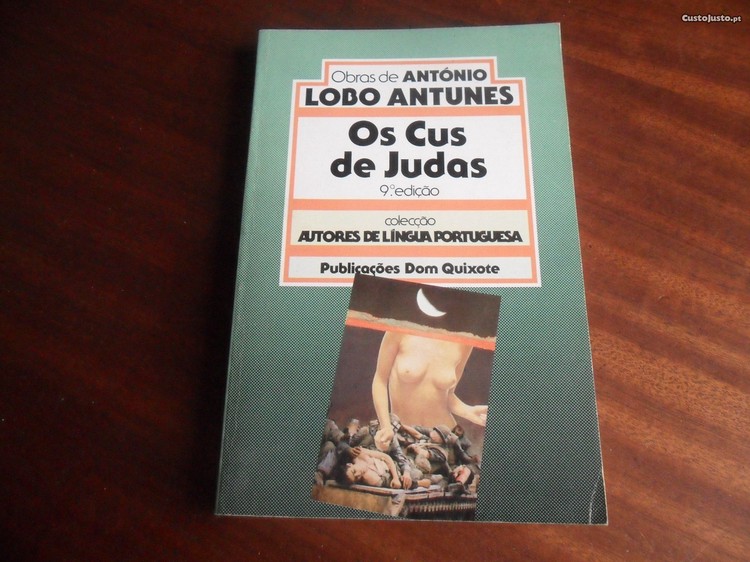 CustoJusto.pt
Obras de ANTÓNIO
LOBO ANTUNES
Os Cus
de Judas
9.ª edição
colecção
AUTORES DE LÍNGUA PORTUGUESA
Publicações Dom Quixote